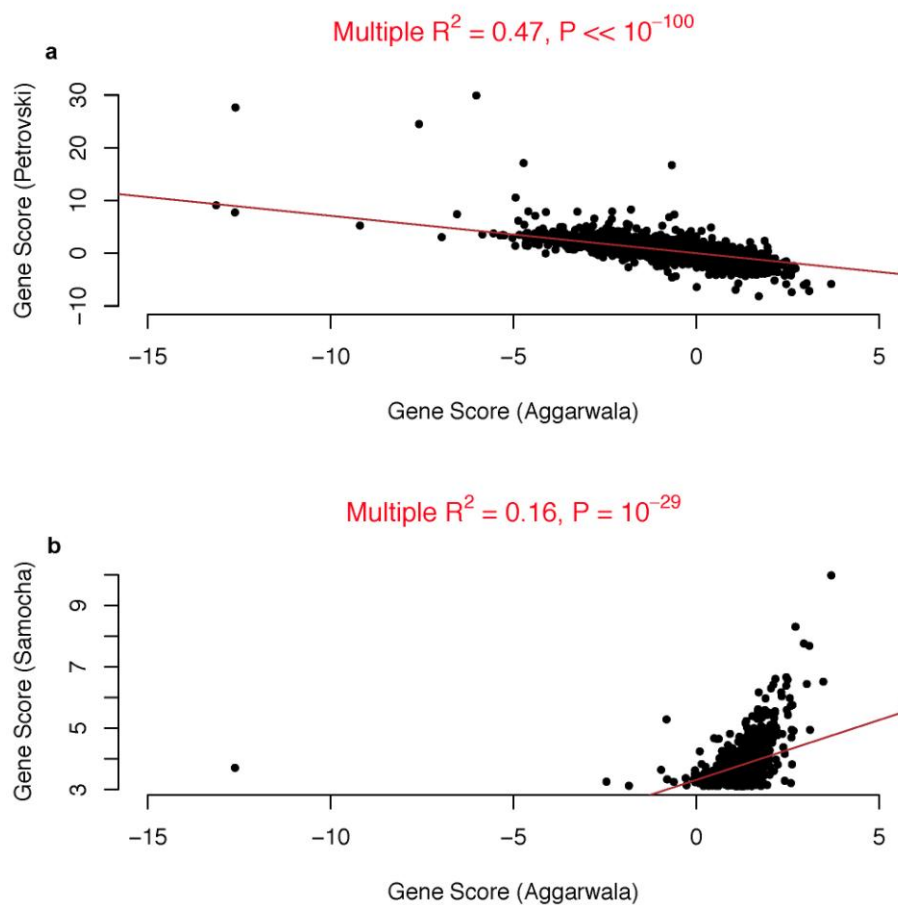 Multiple R² = 0.47, P << 10⁻¹⁰⁰
a
Gene Score (Petrovski)
30
20
10
0
−10
−15 −10 −5 0 5
Gene Score (Aggarwala)
Multiple R² = 0.16, P = 10⁻²⁹
b
Gene Score (Samocha)
9
7
5
3
−15 −10 −5 0 5
Gene Score (Aggarwala)